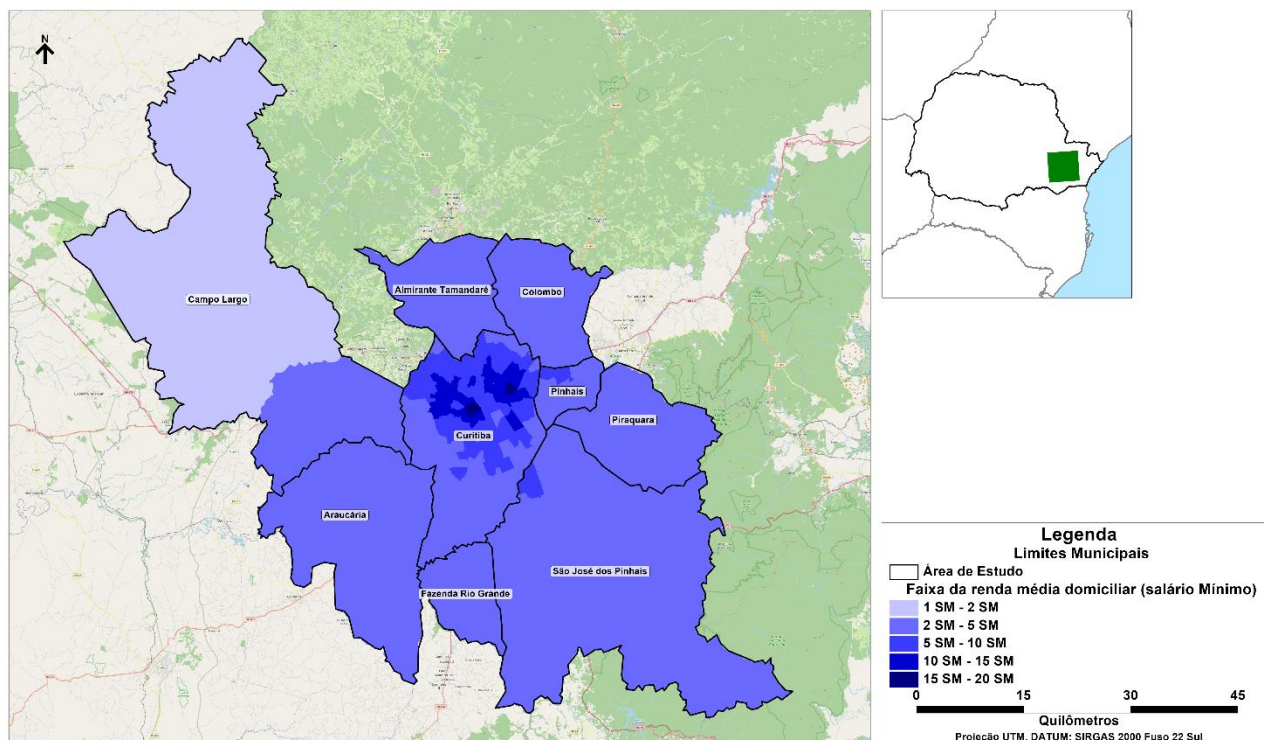 N
Campo Largo
Almirante Tamandaré
Colombo
Pinhais
Piraquara
Curitiba
Araucária
São José dos Pinhais
Fazenda Rio Grande
Legenda
Limites Municipais
Área de Estudo
Faixa da renda média domiciliar (salário Mínimo)
1 SM - 2 SM
2 SM - 5 SM
5 SM - 10 SM
10 SM - 15 SM
15 SM - 20 SM
0 15 30 45
Quilômetros
Projeção UTM, DATUM: SIRGAS 2000 Fuso 22 Sul